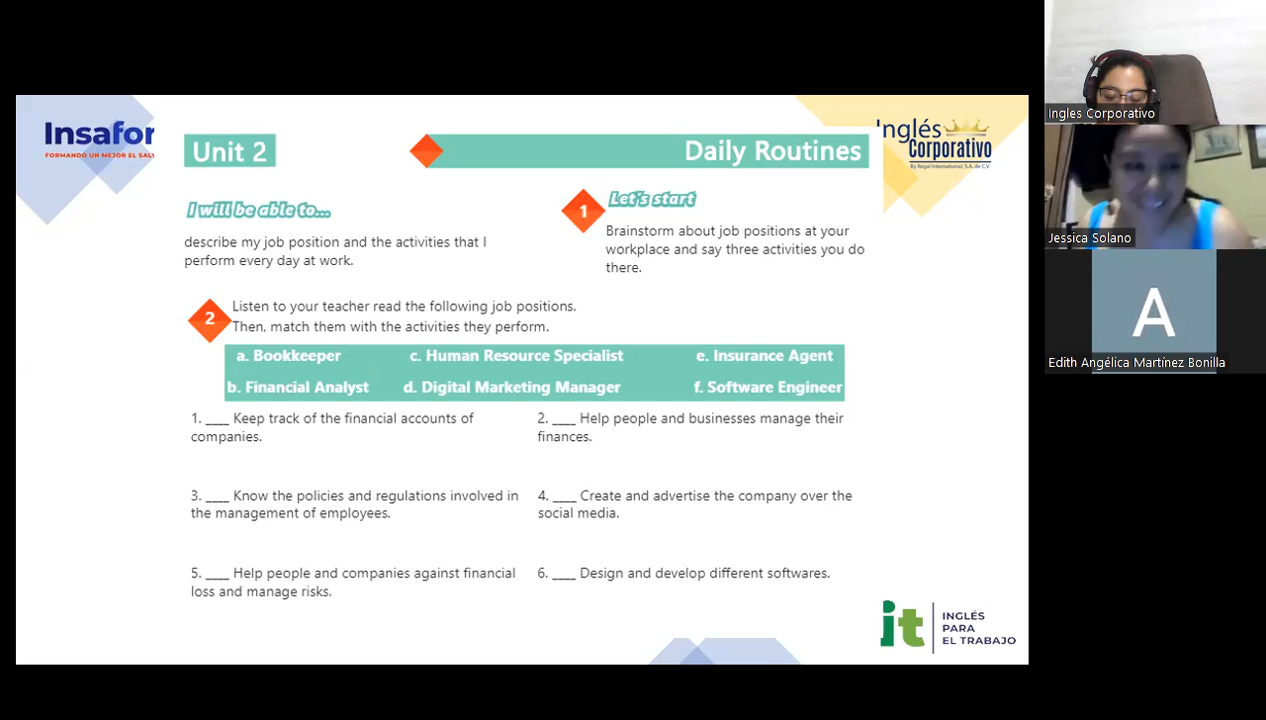 Insafor
FORMANDO UN MEJOR EL SALV
Unit 2
Daily Routines
Inglés
Corporativo
By Regal International, S.A. de C.V.
I will be able to...
describe my job position and the activities that I
perform every day at work.
1
Let's start
Brainstorm about job positions at your
workplace and say three activities you do
there.
2
Listen to your teacher read the following job positions.
Then, match them with the activities they perform.
a. Bookkeeper c. Human Resource Specialist e. Insurance Agent
b. Financial Analyst d. Digital Marketing Manager f. Software Engineer
1. ____ Keep track of the financial accounts of
companies.
2. ____ Help people and businesses manage their
finances.
3. ____ Know the policies and regulations involved in
the management of employees.
4. ____ Create and advertise the company over the
social media.
5. ____ Help people and companies against financial
loss and manage risks.
6. ____ Design and develop different softwares.
it
INGLÉS
PARA
EL TRABAJO
Ingles Corporativo
Jessica Solano
A
Edith Angélica Martínez Bonilla